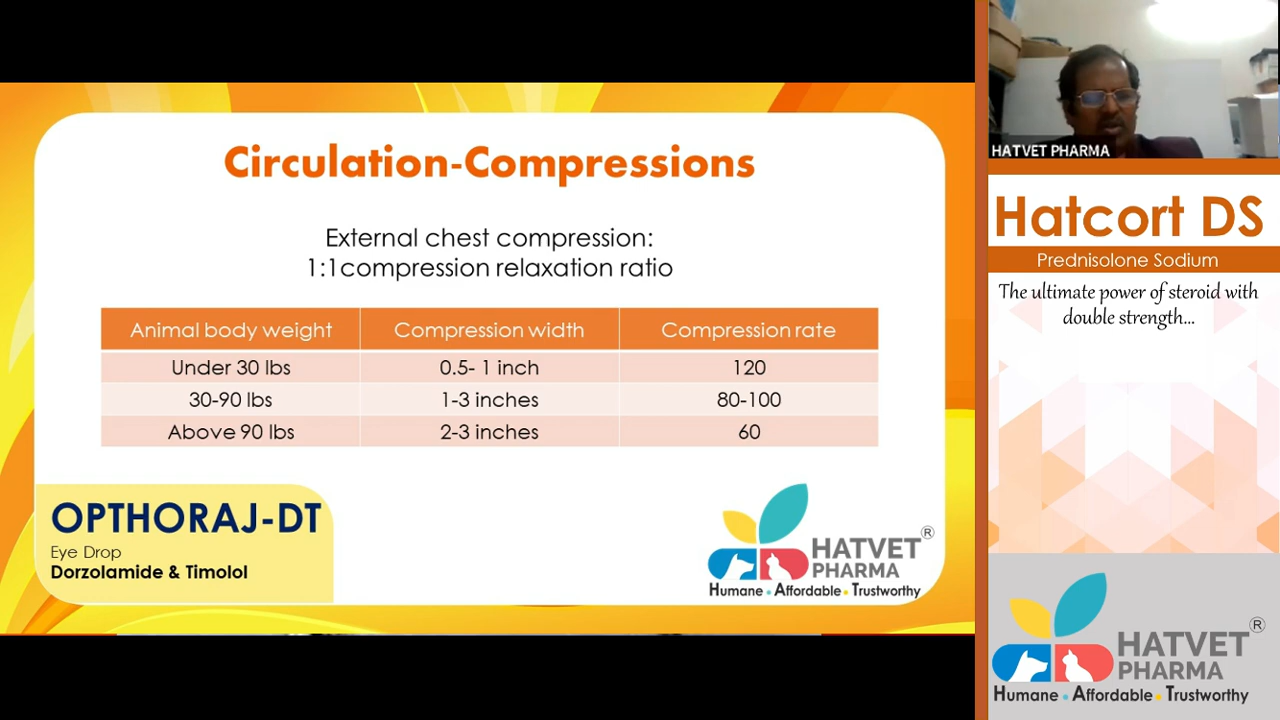 Circulation-Compressions
External chest compression:
1:1compression relaxation ratio
Animal body weight Compression width Compression rate
Under 30 lbs 0.5- 1 inch 120
30-90 lbs 1-3 inches 80-100
Above 90 lbs 2-3 inches 60
OPTHORAJ-DT
Eye Drop
Dorzolamide & Timolol
HATVET ®
PHARMA
Humane • Affordable • Trustworthy
HATVET PHARMA
Hatcort DS
Prednisolone Sodium
The ultimate power of steroid with
double strength...
HATVET ®
PHARMA
Humane • Affordable • Trustworthy